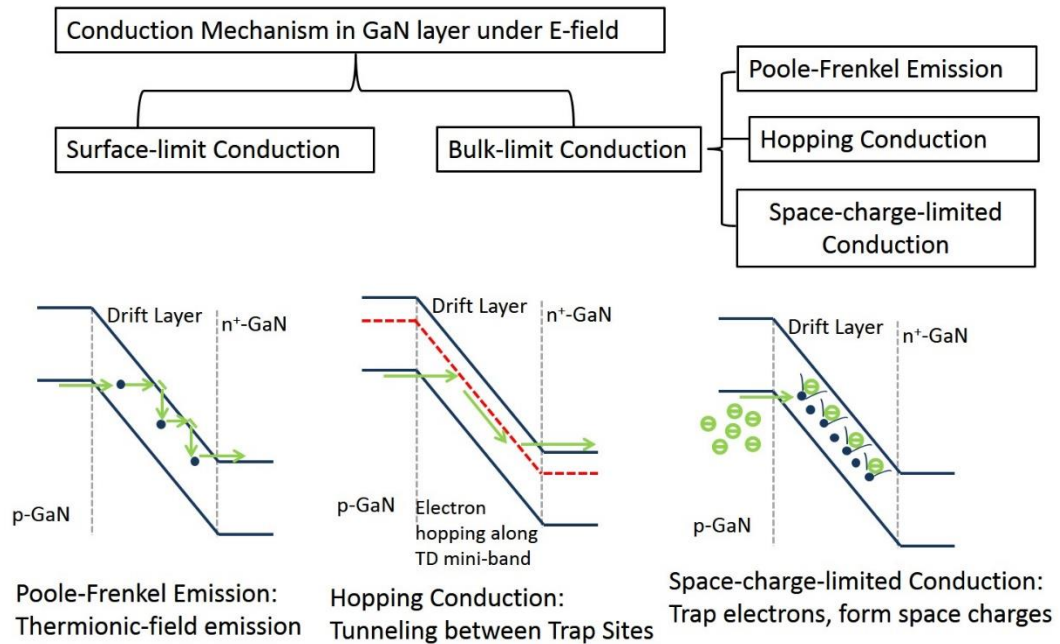 Conduction Mechanism in GaN layer under E-field
Surface-limit Conduction
Bulk-limit Conduction
Poole-Frenkel Emission
Hopping Conduction
Space-charge-limited
Conduction
Drift Layer
n⁺-GaN
p-GaN
Poole-Frenkel Emission:
Thermionic-field emission
Drift Layer
n⁺-GaN
p-GaN
Electron
hopping along
TD mini-band
Hopping Conduction:
Tunneling between Trap Sites
Drift Layer
n⁺-GaN
p-GaN
Space-charge-limited Conduction:
Trap electrons, form space charges